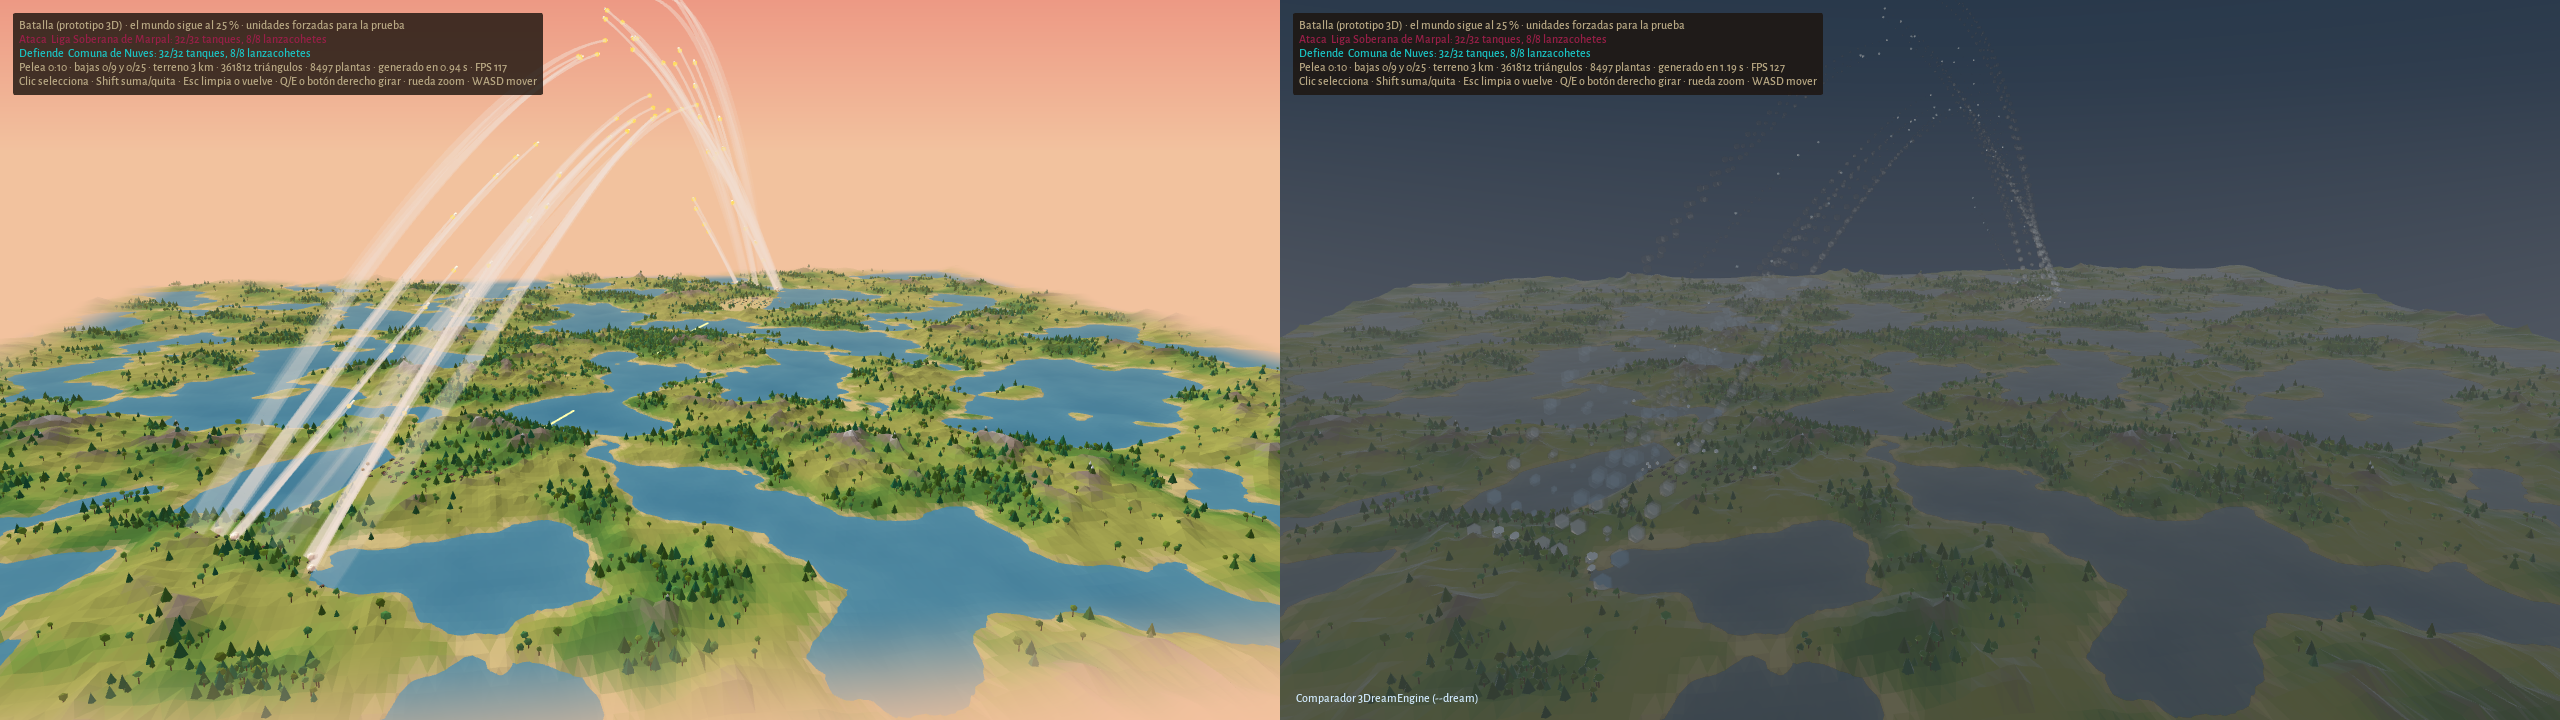 Batalla (prototipo 3D) · el mundo sigue al 25 % · unidades forzadas para la prueba
Ataca Liga Soberana de Marpal: 32/32 tanques, 8/8 lanzacohetes
Defiende Comuna de Nuves: 32/32 tanques, 8/8 lanzacohetes
Pelea 0:10 · bajas 0/9 y 0/25 · terreno 3 km · 361812 triángulos · 8497 plantas · generado en 0.94 s · FPS 117
Clic selecciona · Shift suma/quita · Esc limpia o vuelve · Q/E o botón derecho girar · rueda zoom · WASD mover
Batalla (prototipo 3D) · el mundo sigue al 25 % · unidades forzadas para la prueba
Ataca Liga Soberana de Marpal: 32/32 tanques, 8/8 lanzacohetes
Defiende Comuna de Nuves: 32/32 tanques, 8/8 lanzacohetes
Pelea 0:10 · bajas 0/9 y 0/25 · terreno 3 km · 361812 triángulos · 8497 plantas · generado en 1.19 s · FPS 127
Clic selecciona · Shift suma/quita · Esc limpia o vuelve · Q/E o botón derecho girar · rueda zoom · WASD mover
Comparador 3DreamEngine (--dream)